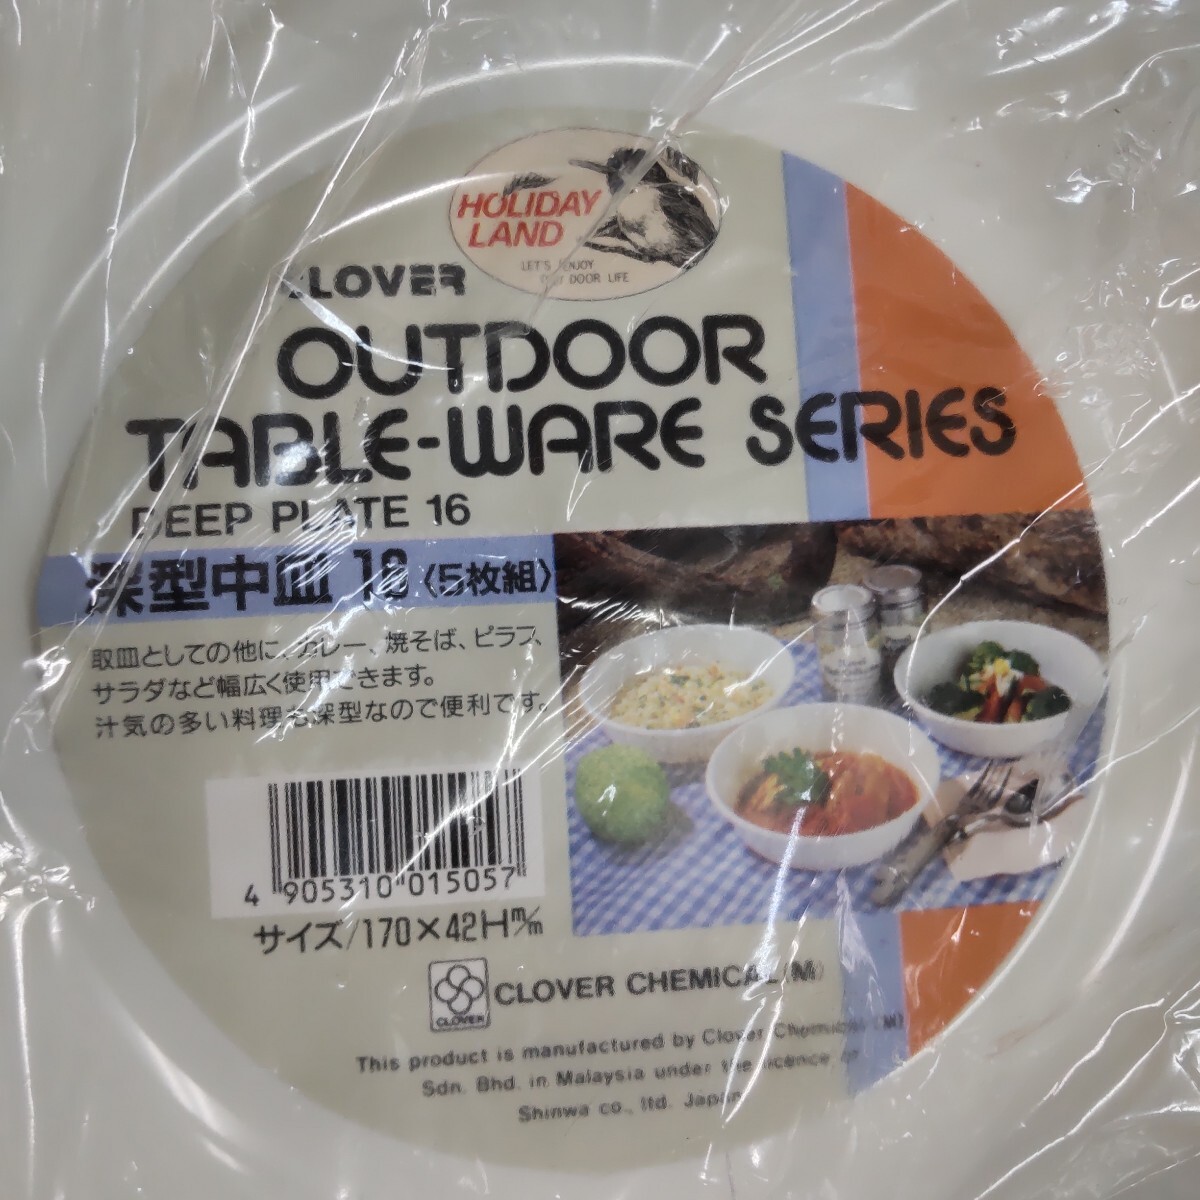 HOLIDAY
LAND
LET'S ENJOY
OUT DOOR LIFE
CLOVER
OUTDOOR
TABLE-WARE SERIES
DEEP PLATE 16
深型中皿 16〈5枚組〉
取皿としての他に、カレー、焼そば、ピラフ、
サラダなど幅広く使用できます。
汁気の多い料理も深型なので便利です。
4 905310 015057
サイズ/170×42Hm/m
CLOVER
CLOVER CHEMICAL (M)
This product is manufactured by Clover Chemical (M)
Sdn. Bhd. in Malaysia under the licence of
Shinwa co., ltd. Japan